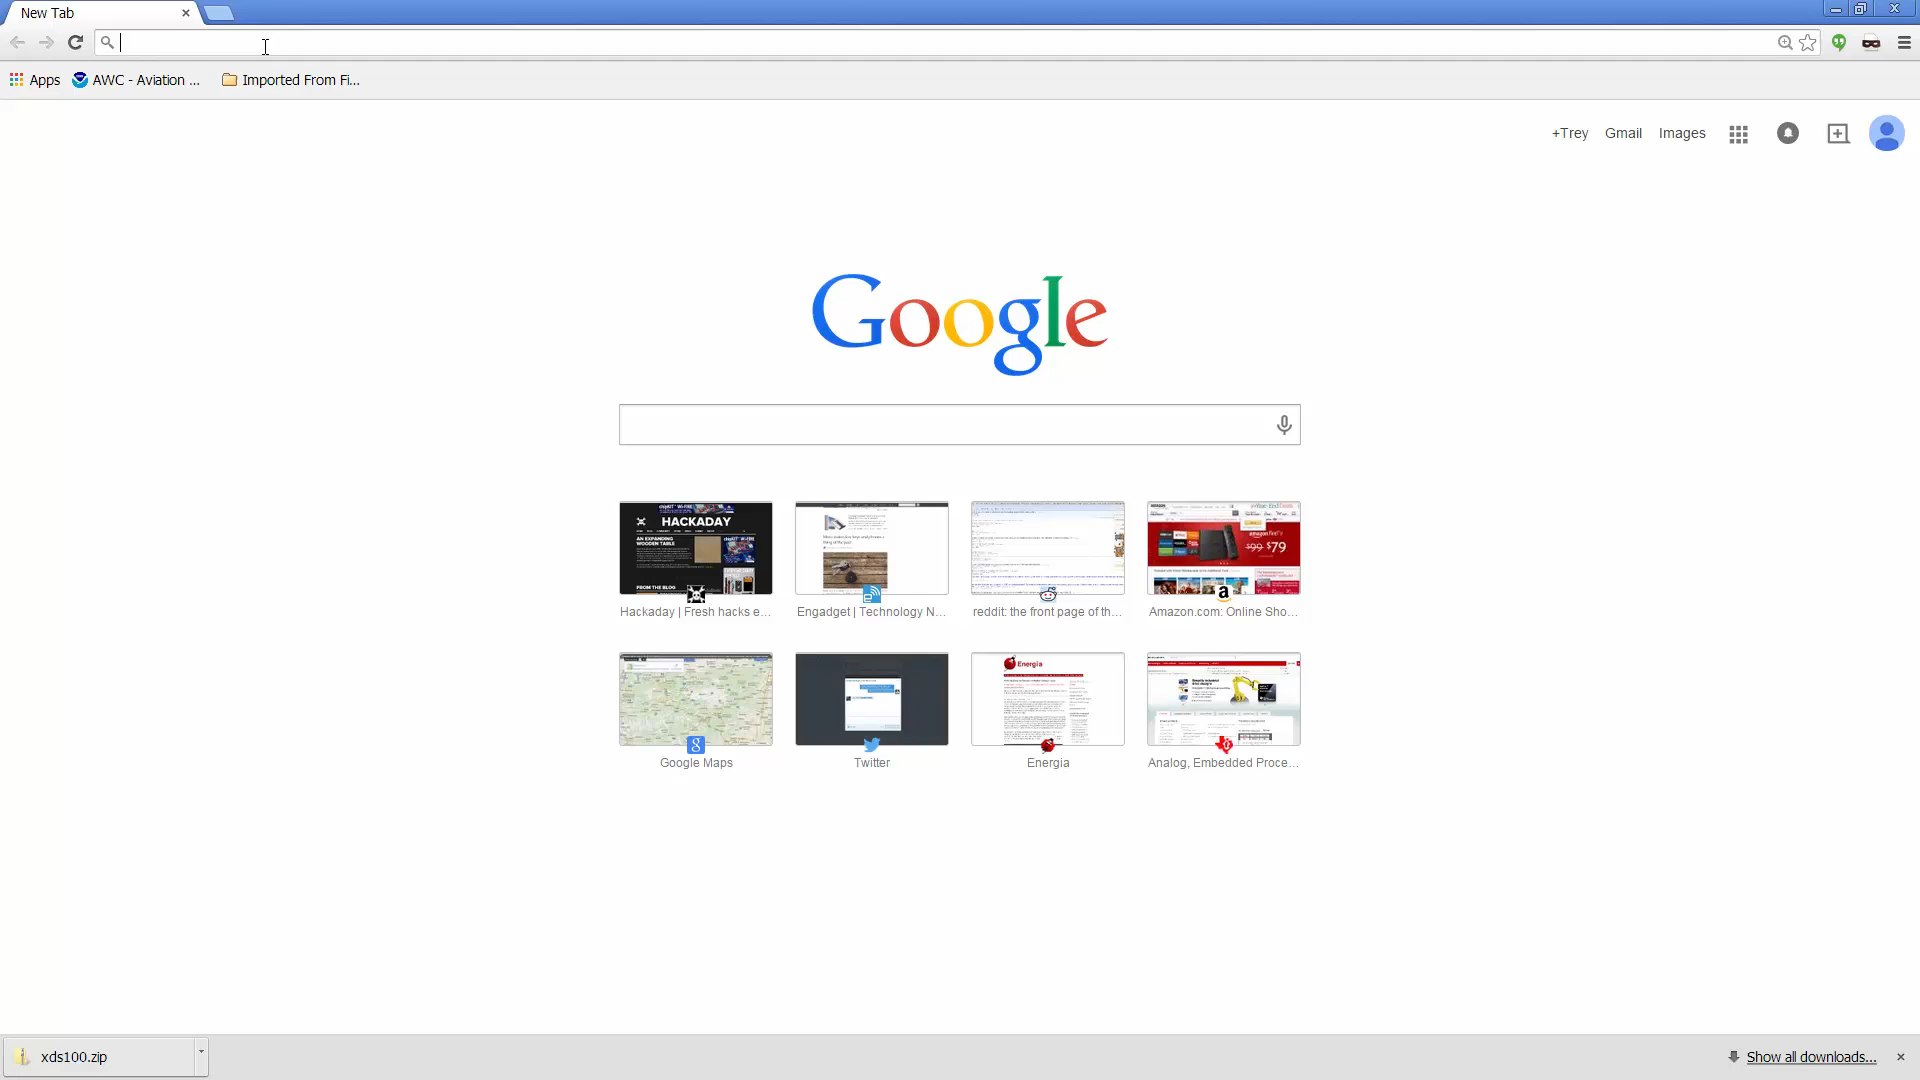 New Tab
Apps
AWC - Aviation ...
Imported From Fi...
+Trey
Gmail
Images
Google
HACKADAY
AN EXPANDING
WOODEN TABLE
FROM THE BLOG
$99 $79
Hackaday | Fresh hacks e...
Engadget | Technology N...
reddit: the front page of th...
Amazon.com: Online Sho...
Energia
Google Maps
Twitter
Energia
Analog, Embedded Proce...
xds100.zip
Show all downloads...